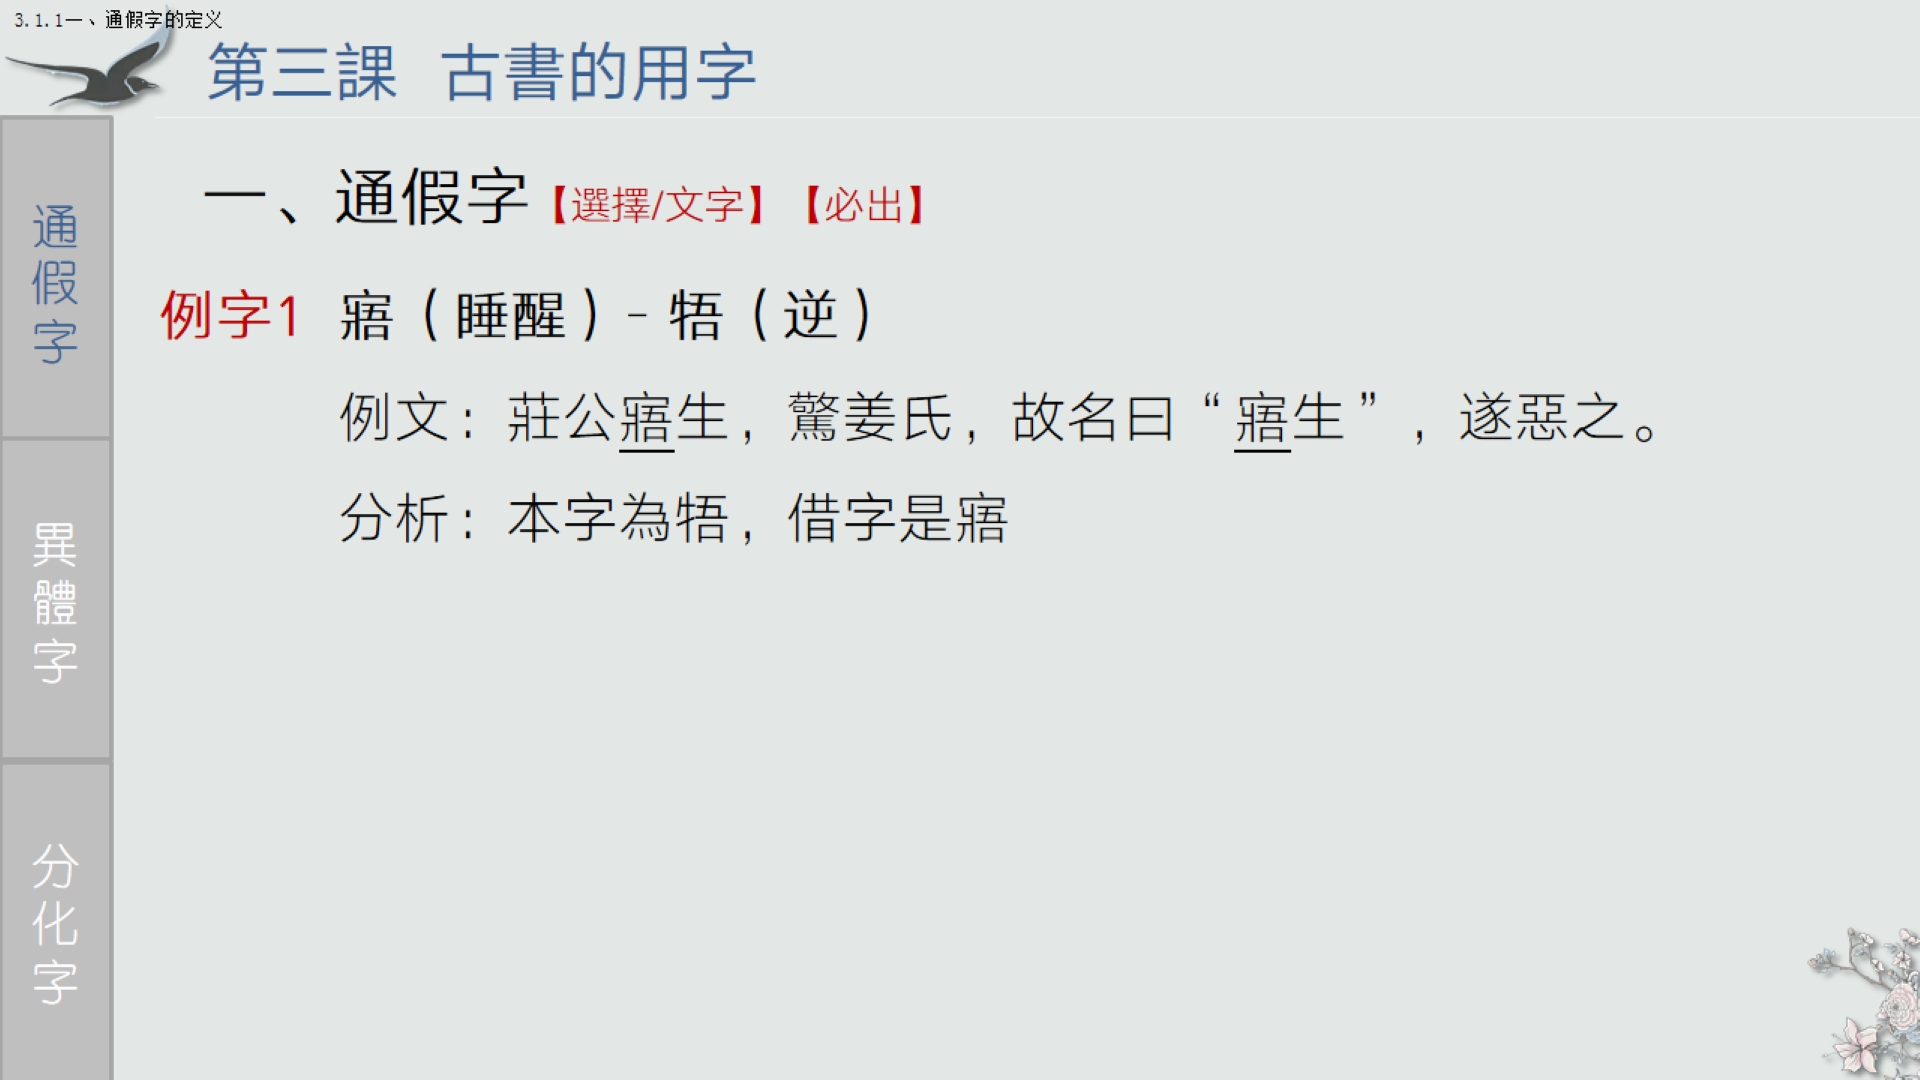 3.1.1一、通假字的定义
第三課 古書的用字
通假字
異體字
分化字
一、通假字【選擇/文字】【必出】
例字1 寤（睡醒）- 牾（逆）
例文：莊公寤生，驚姜氏，故名曰“寤生”，遂惡之。
分析：本字為牾，借字是寤